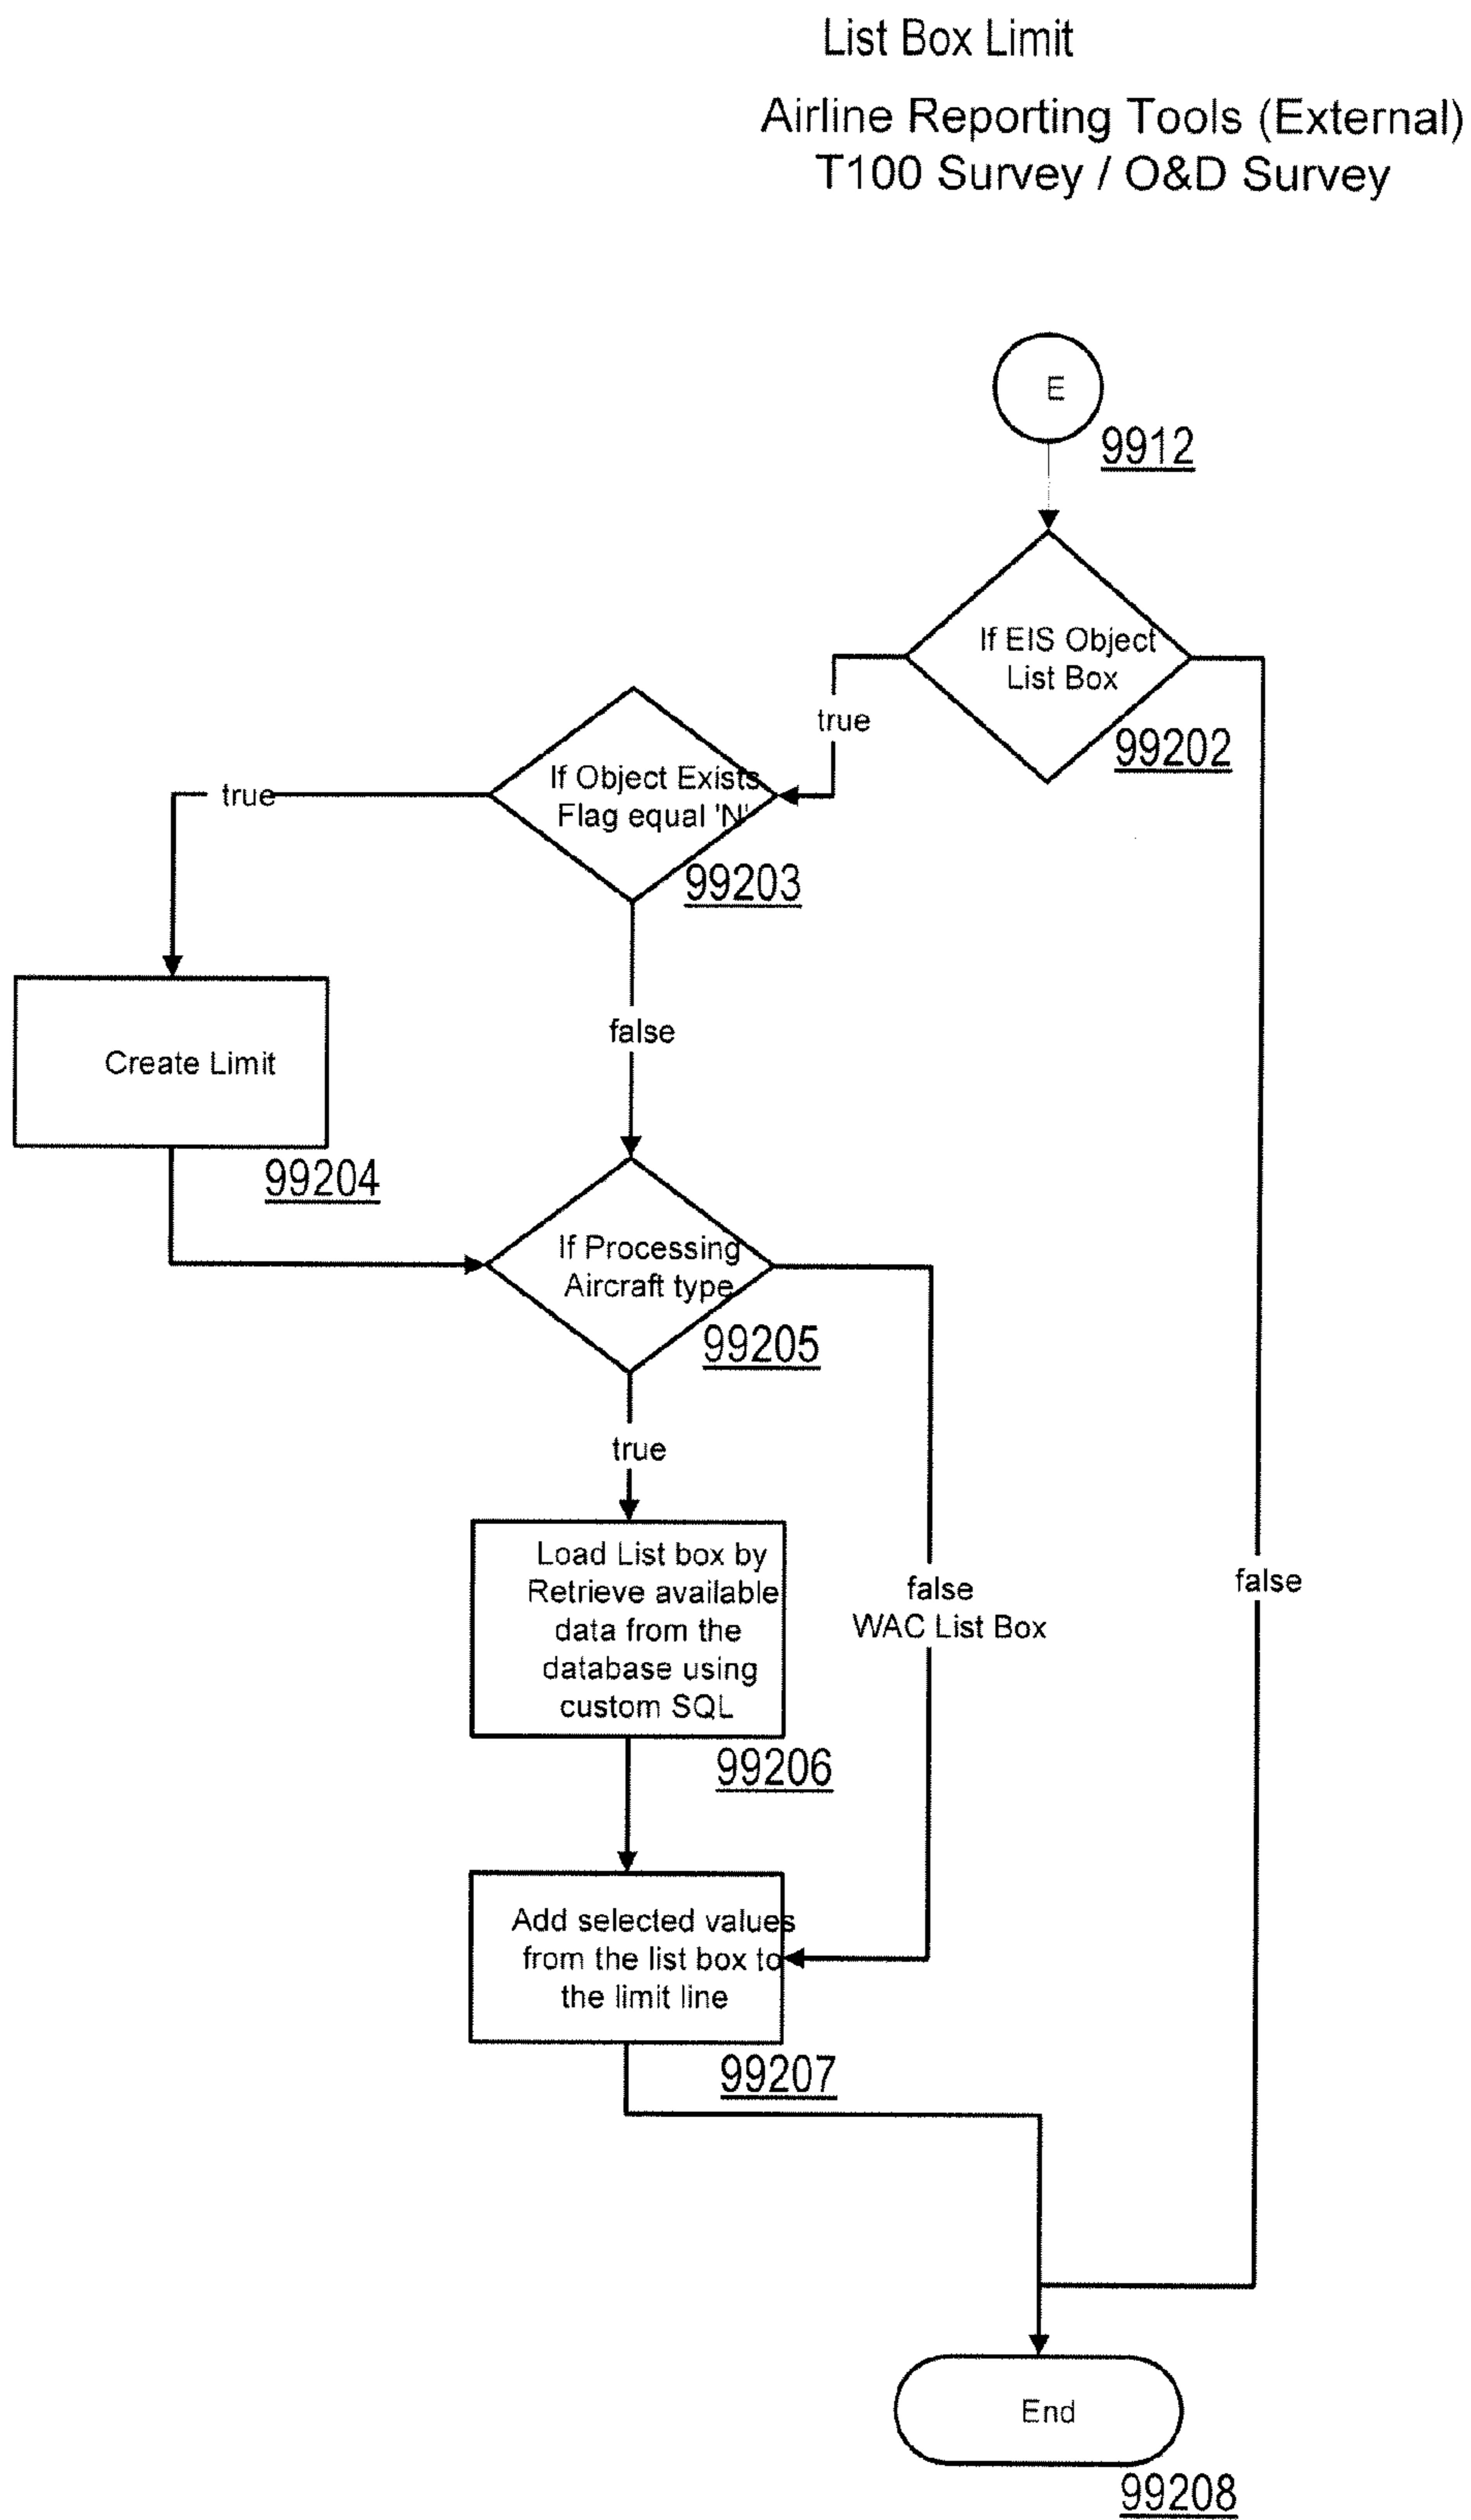 List Box Limit
Airline Reporting Tools (External)
T100 Survey / O&D Survey
E
9912
If EIS Object
List Box
99202
true
If Object Exists
Flag equal 'N'
99203
true
Create Limit
99204
false
If Processing
Aircraft type
99205
true
Load List box by
Retrieve available
data from the
database using
custom SQL
99206
false
WAC List Box
false
Add selected values
from the list box to
the limit line
99207
End
99208